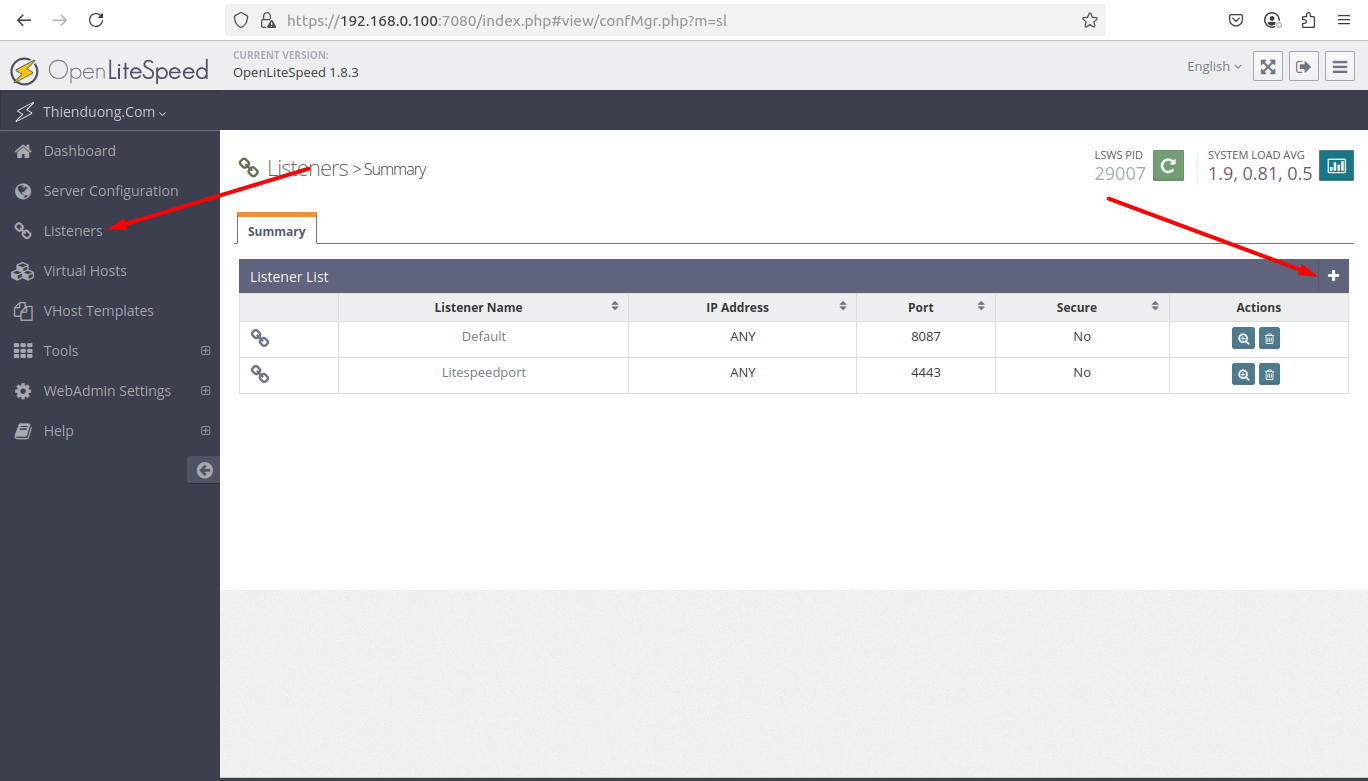 https://192.168.0.100:7080/index.php#view/confMgr.php?m=sl
OpenLiteSpeed
CURRENT VERSION:
OpenLiteSpeed 1.8.3
English
Thienduong.Com
Dashboard
Server Configuration
Listeners
Virtual Hosts
VHost Templates
Tools
WebAdmin Settings
Help
Listeners > Summary
LSWS PID
29007
SYSTEM LOAD AVG
1.9, 0.81, 0.5
Summary
Listener List
Listener Name IP Address Port Secure Actions
Default ANY 8087 No
Litespeedport ANY 4443 No